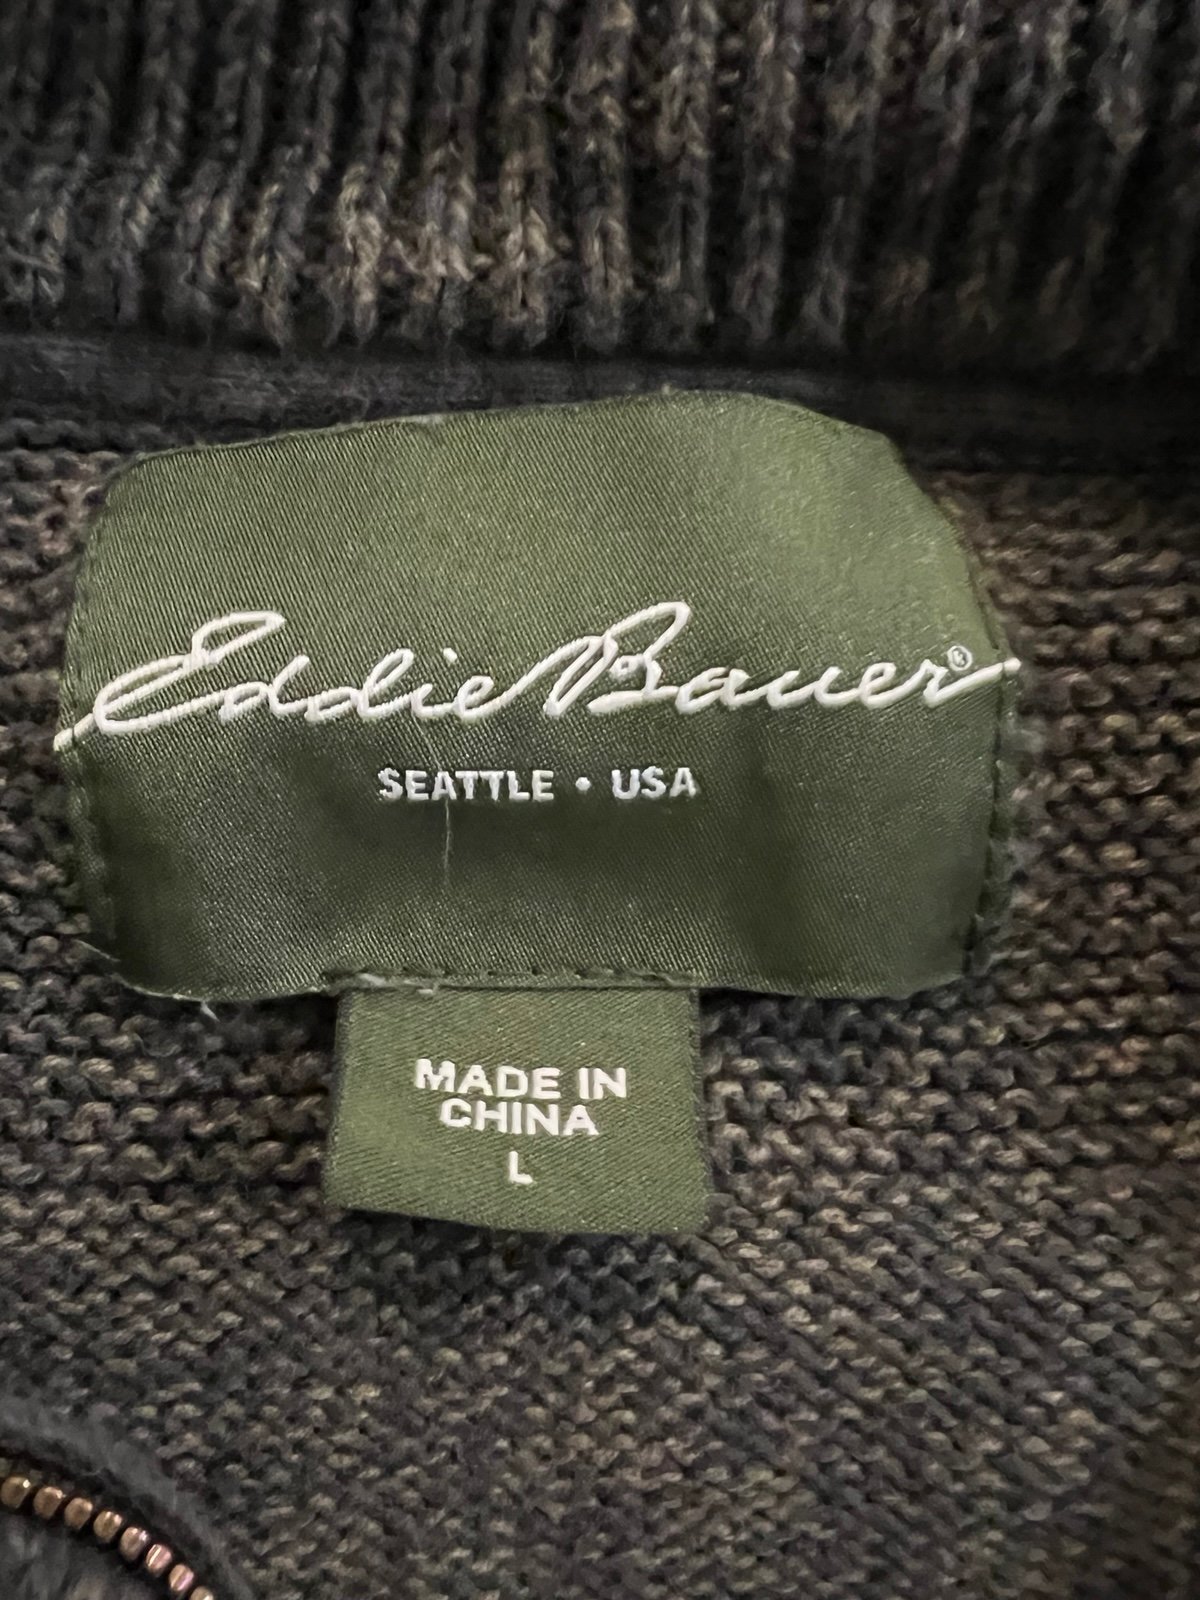 Eddie Bauer®
SEATTLE • USA
MADE IN
CHINA
L